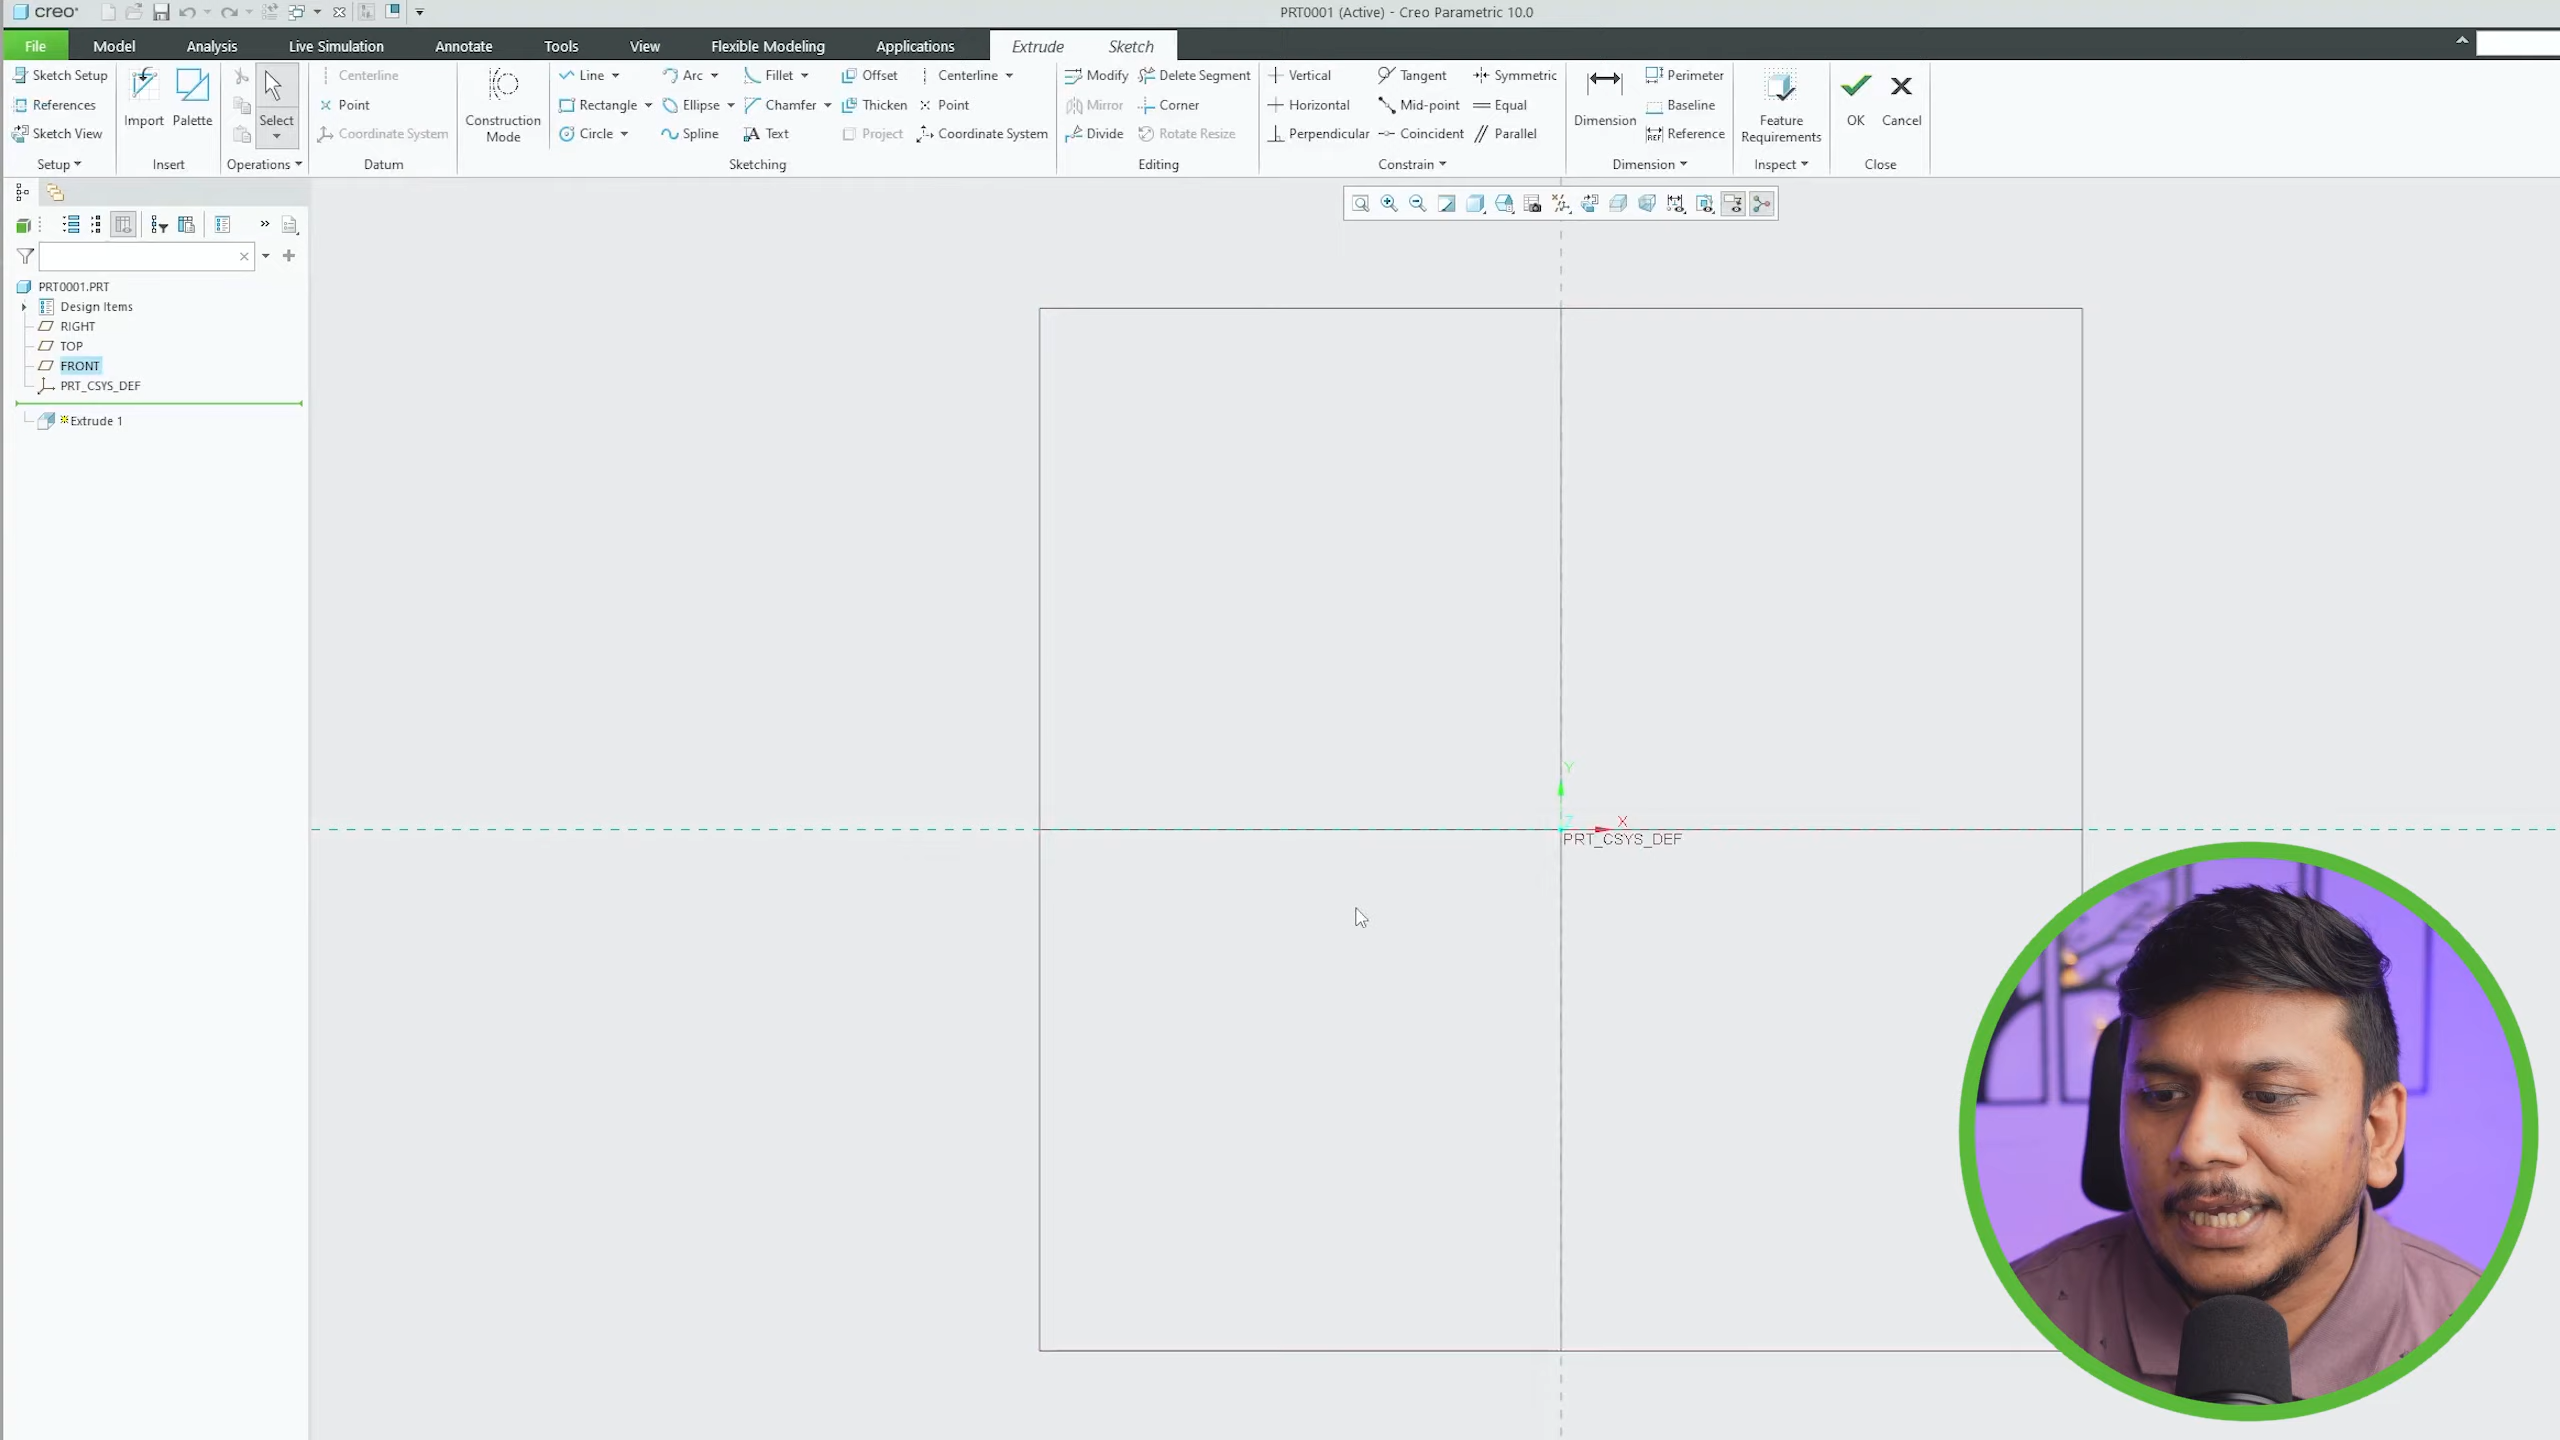 creo
PRT0001 (Active) - Creo Parametric 10.0
File Model Analysis Live Simulation Annotate Tools View Flexible Modeling Applications Extrude Sketch
Sketch Setup
References
Sketch View
Setup
Import
Palette
Insert
Select
Operations
Centerline
Point
Coordinate System
Datum
Construction
Mode
Line Arc Fillet Offset Centerline
Rectangle Ellipse Chamfer Thicken Point
Circle Spline Text Project Coordinate System
Sketching
Modify Delete Segment
Mirror Corner
Divide Rotate Resize
Editing
Vertical Tangent Symmetric
Horizontal Mid-point Equal
Perpendicular Coincident Parallel
Constrain
Dimension
Perimeter
Baseline
REF Reference
Dimension
Feature
Requirements
Inspect
OK
Cancel
Close
PRT0001.PRT
Design Items
RIGHT
TOP
FRONT
PRT_CSYS_DEF
Extrude 1
Y
Z
X
PRT_CSYS_DEF